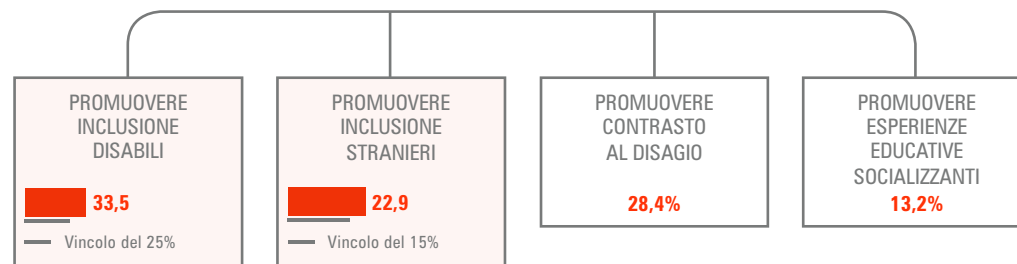 PROMUOVERE
INCLUSIONE
DISABILI
33,5
Vincolo del 25%
PROMUOVERE
INCLUSIONE
STRANIERI
22,9
Vincolo del 15%
PROMUOVERE
CONTRASTO
AL DISAGIO
28,4%
PROMUOVERE
ESPERIENZE
EDUCATIVE
SOCIALIZZANTI
13,2%